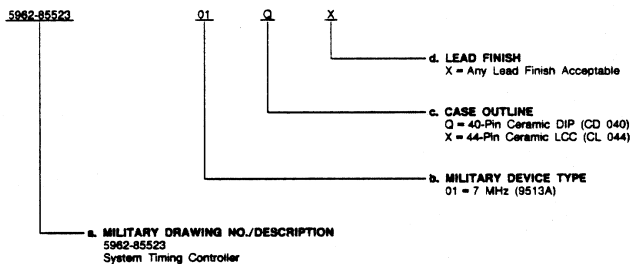 5962-85523 01 Q X
d. LEAD FINISH
X = Any Lead Finish Acceptable
c. CASE OUTLINE
Q = 40-Pin Ceramic DIP (CD 040)
X = 44-Pin Ceramic LCC (CL 044)
b. MILITARY DEVICE TYPE
01 = 7 MHz (9513A)
a. MILITARY DRAWING NO./DESCRIPTION
5962-85523
System Timing Controller